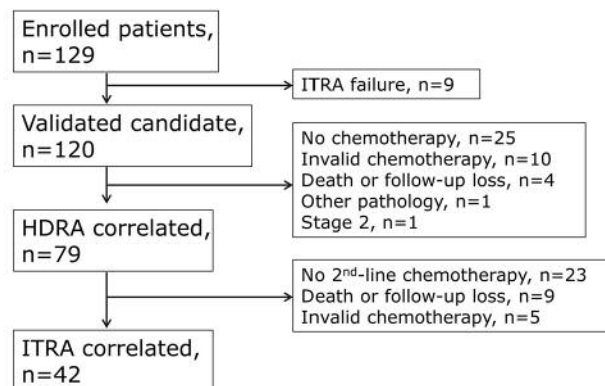 Enrolled patients,
n=129
ITRA failure, n=9
Validated candidate,
n=120
No chemotherapy, n=25
Invalid chemotherapy, n=10
Death or follow-up loss, n=4
Other pathology, n=1
Stage 2, n=1
HDRA correlated,
n=79
No 2nd-line chemotherapy, n=23
Death or follow-up loss, n=9
Invalid chemotherapy, n=5
ITRA correlated,
n=42